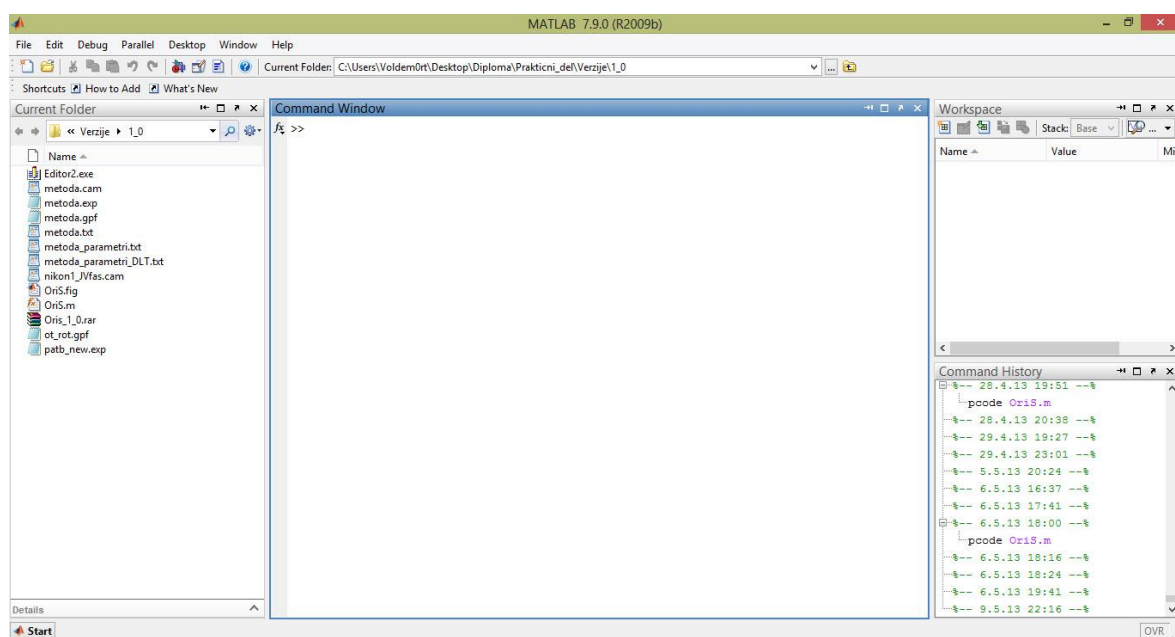 MATLAB 7.9.0 (R2009b)
File Edit Debug Parallel Desktop Window Help
Current Folder: C:\Users\Voldem0rt\Desktop\Diploma\Prakticni_del\Verzije\1_0
Shortcuts How to Add What's New
Current Folder
« Verzije 1_0
Name
Editor2.exe
metoda.cam
metoda.exp
metoda.gpf
metoda.txt
metoda_parametri.txt
metoda_parametri_DLT.txt
nikon1_JVfas.cam
OriS.fig
OriS.m
Oris_1_0.rar
ot_rot.gpf
patb_new.exp
Details
Command Window
fx >>
Workspace
Stack: Base ...
Name Value Mi
Command History
%-- 28.4.13 19:51 --%
pcode OriS.m
%-- 28.4.13 20:38 --%
%-- 29.4.13 19:27 --%
%-- 29.4.13 23:01 --%
%-- 5.5.13 20:24 --%
%-- 6.5.13 16:37 --%
%-- 6.5.13 17:41 --%
%-- 6.5.13 18:00 --%
pcode OriS.m
%-- 6.5.13 18:16 --%
%-- 6.5.13 18:24 --%
%-- 6.5.13 19:41 --%
%-- 9.5.13 22:16 --%
Start
OVR